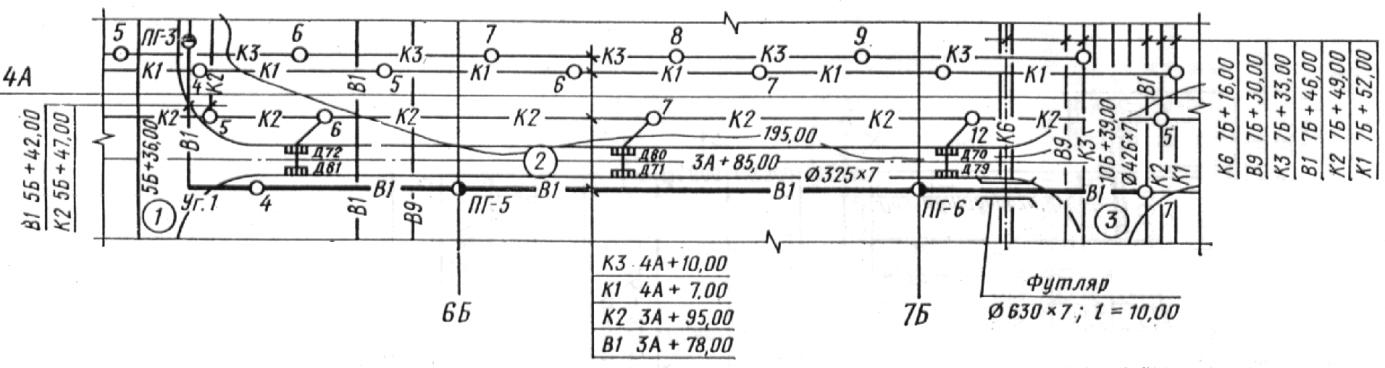 5 ПГ-3 К3 6 К3 7 К3 8 К3 9 К3
К1 4 К2 К1 В1 5 К1 6 К1 7 К1 К1 В1
4А
К2 5 К2 6 К2 К2 7 К2 К2 12 К6 5
195,00
Д72 2 Д80 3А + 85,00 Д70
Д81 Д71 Ø 325×7 Д79
Уг.1 4 В1 В1 ПГ-5 В1 ПГ-6 В1 7
1 3
В1
5Б+36,00
В1
В9
В9
К3
10Б+39,00
Ø426×7
К2
К1
В1 5Б + 42,00
К2 5Б + 47,00
К6 7Б + 16,00
В9 7Б + 30,00
К3 7Б + 33,00
В1 7Б + 46,00
К2 7Б + 49,00
К1 7Б + 52,00
К3 4А + 10,00
К1 4А + 7,00
К2 3А + 95,00
В1 3А + 78,00
6Б
7Б
Футляр
Ø 630×7 ; l = 10,00